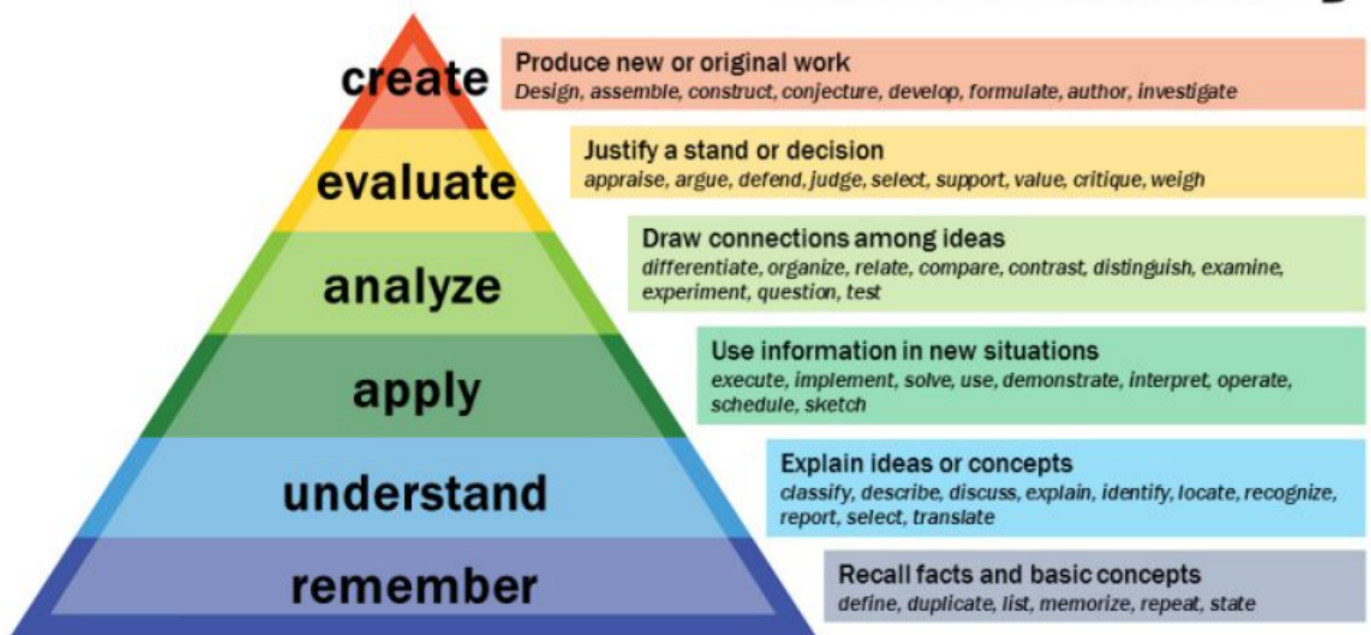 create
Produce new or original work
Design, assemble, construct, conjecture, develop, formulate, author, investigate
evaluate
Justify a stand or decision
appraise, argue, defend, judge, select, support, value, critique, weigh
analyze
Draw connections among ideas
differentiate, organize, relate, compare, contrast, distinguish, examine,
experiment, question, test
apply
Use information in new situations
execute, implement, solve, use, demonstrate, interpret, operate,
schedule, sketch
understand
Explain ideas or concepts
classify, describe, discuss, explain, identify, locate, recognize,
report, select, translate
remember
Recall facts and basic concepts
define, duplicate, list, memorize, repeat, state